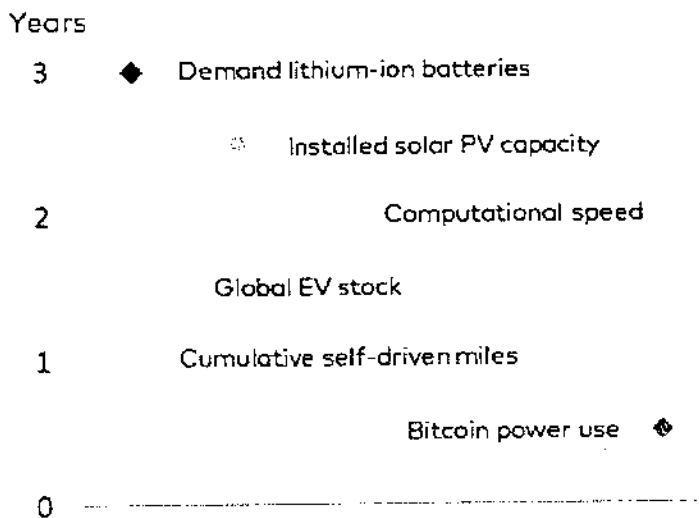 Years
3 Demand lithium-ion batteries
Installed solar PV capacity
2 Computational speed
Global EV stock
1 Cumulative self-driven miles
Bitcoin power use
0